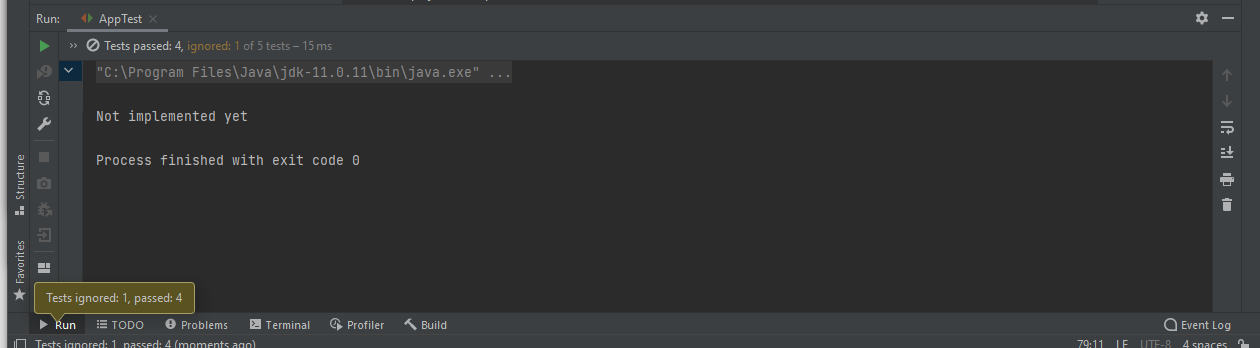 Run: AppTest
Tests passed: 4, ignored: 1 of 5 tests – 15 ms
"C:\Program Files\Java\jdk-11.0.11\bin\java.exe" ...
Not implemented yet
Process finished with exit code 0
Structure
Favorites
Tests ignored: 1, passed: 4
Run TODO Problems Terminal Profiler Build Event Log
Tests ignored: 1, passed: 4 (moments ago) 79:11 LF UTF-8 4 spaces